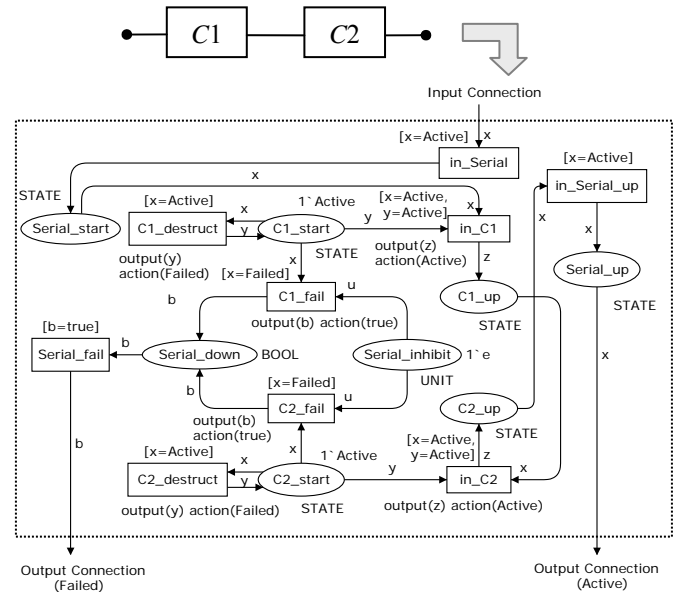 C1
C2
Input Connection
[x=Active]
x
in_Serial
[x=Active]
in_Serial_up
STATE
x
[x=Active]
1`Active
[x=Active,
y=Active]
x
x
Serial_start
C1_destruct
x
y
C1_start
y
in_C1
x
output(y)
action(Failed)
STATE
output(z)
action(Active)
Serial_up
[x=Failed]
x
z
b
C1_fail
u
C1_up
STATE
output(b) action(true)
STATE
[b=true]
x
Serial_fail
b
Serial_down
BOOL
Serial_inhibit
1`e
[x=Failed]
UNIT
b
C2_fail
u
C2_up
b
output(b)
action(true)
STATE
[x=Active]
x
1`Active
[x=Active,
y=Active]
z
C2_destruct
x
y
C2_start
y
in_C2
x
output(y) action(Failed)
STATE
output(z) action(Active)
Output Connection
(Failed)
Output Connection
(Active)